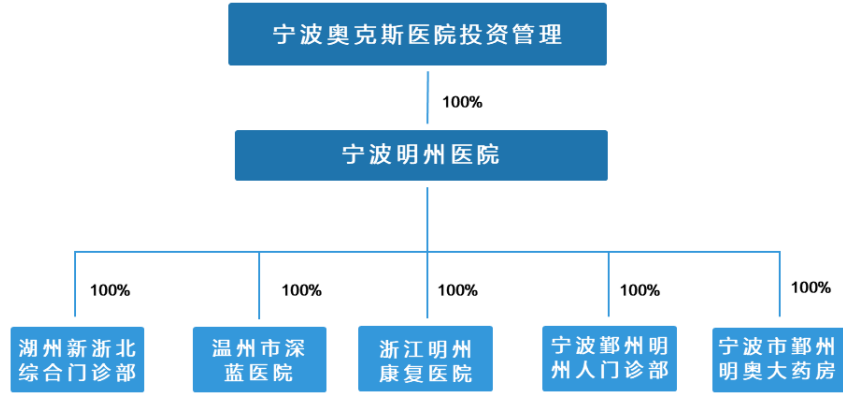 宁波奥克斯医院投资管理
100%
宁波明州医院
100%
100%
100%
100%
100%
湖州新浙北
综合门诊部
温州市深
蓝医院
浙江明州
康复医院
宁波鄞州明
州人门诊部
宁波市鄞州
明奥大药房